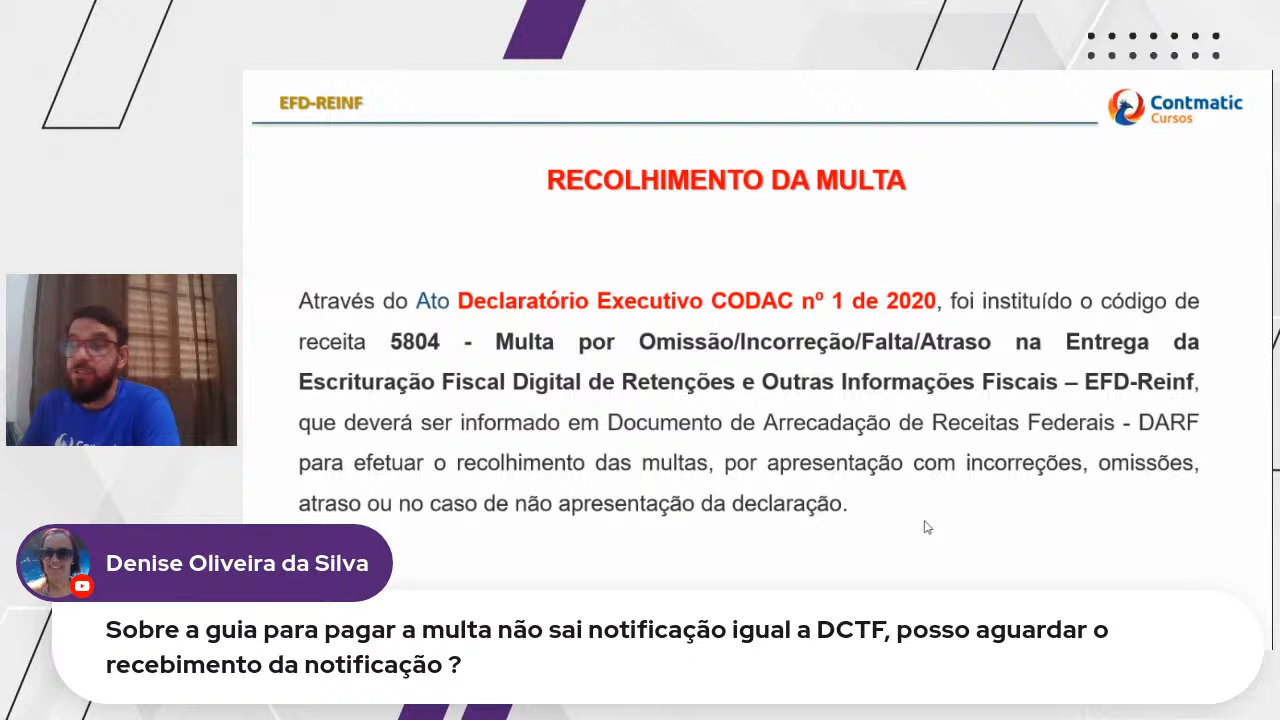 EFD-REINF
Contmatic
Cursos
RECOLHIMENTO DA MULTA
Através do Ato Declaratório Executivo CODAC nº 1 de 2020, foi instituído o código de
receita 5804 - Multa por Omissão/Incorreção/Falta/Atraso na Entrega da
Escrituração Fiscal Digital de Retenções e Outras Informações Fiscais – EFD-Reinf,
que deverá ser informado em Documento de Arrecadação de Receitas Federais - DARF
para efetuar o recolhimento das multas, por apresentação com incorreções, omissões,
atraso ou no caso de não apresentação da declaração.
Denise Oliveira da Silva
Sobre a guia para pagar a multa não sai notificação igual a DCTF, posso aguardar o
recebimento da notificação ?